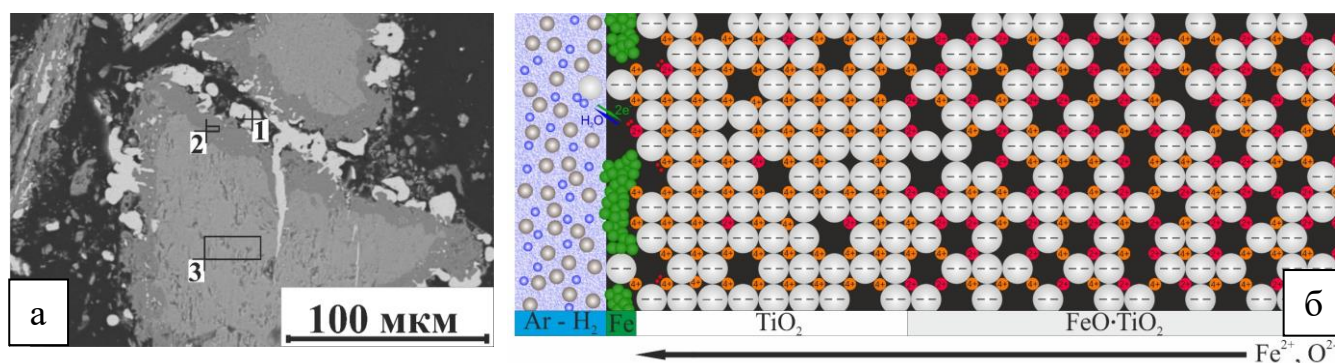 1
2
3
а
100 мкм
H₂O
2e
б
Ar - H₂
Fe
TiO₂
FeO·TiO₂
Fe²⁺, O²⁻